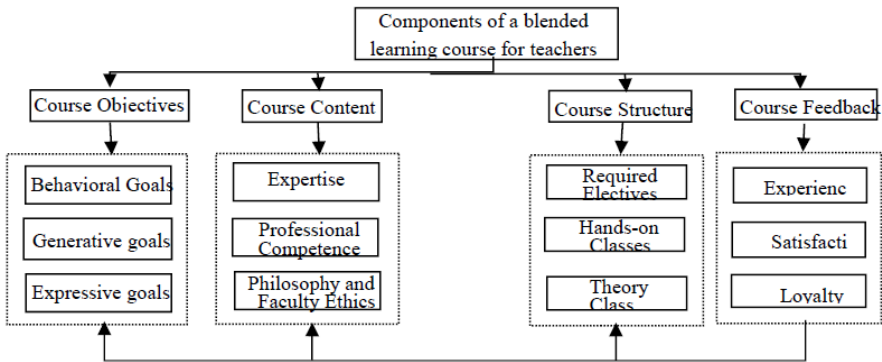 Components of a blended
learning course for teachers
Course Objectives
Course Content
Course Structure
Course Feedback
Behavioral Goals
Generative goals
Expressive goals
Expertise
Professional
Competence
Philosophy and
Faculty Ethics
Required
Electives
Hands-on
Classes
Theory
Class
Experienc
Satisfacti
Loyalty